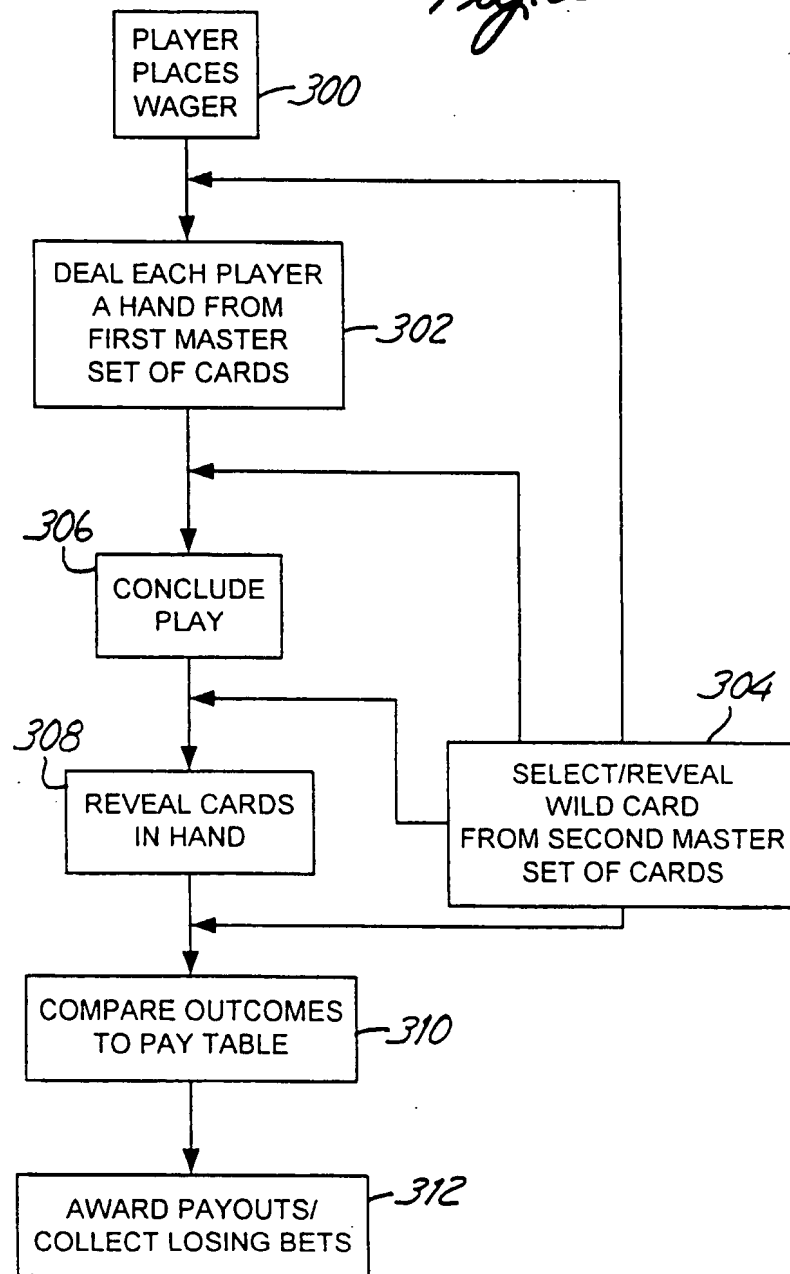 PLAYER
PLACES
WAGER
300
DEAL EACH PLAYER
A HAND FROM
FIRST MASTER
SET OF CARDS
302
306
CONCLUDE
PLAY
304
SELECT/REVEAL
WILD CARD
FROM SECOND MASTER
SET OF CARDS
308
REVEAL CARDS
IN HAND
COMPARE OUTCOMES
TO PAY TABLE
310
AWARD PAYOUTS/
COLLECT LOSING BETS
312